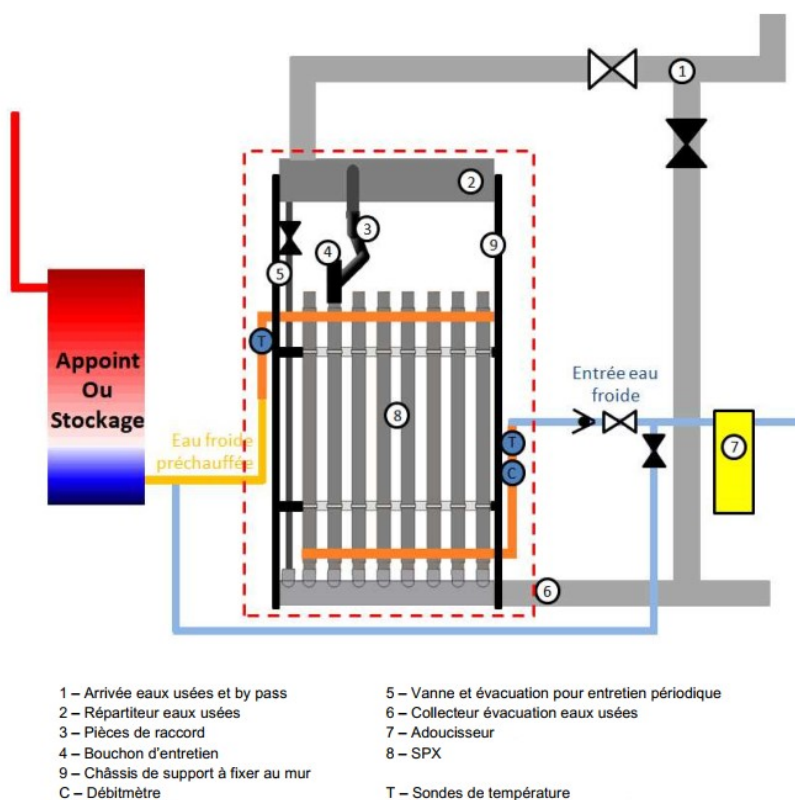 1
2
3
4
9
5
T
Appoint
Ou
Stockage
Entrée eau
froide
8
Eau froide
préchauffée
T
C
7
6
1 – Arrivée eaux usées et by pass
2 – Répartiteur eaux usées
3 – Pièces de raccord
4 – Bouchon d'entretien
9 – Châssis de support à fixer au mur
C – Débitmètre
5 – Vanne et évacuation pour entretien périodique
6 – Collecteur évacuation eaux usées
7 – Adoucisseur
8 – SPX
T – Sondes de température